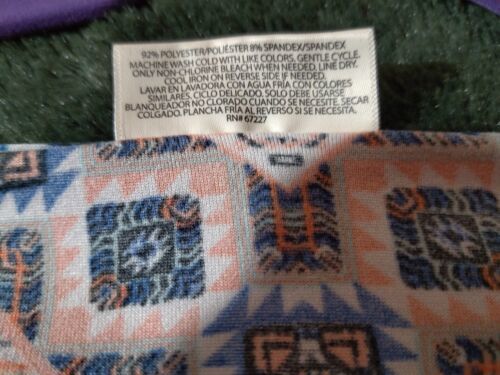 92% POLYESTER/POLIÉSTER 8% SPANDEX/SPANDEX
MACHINE WASH COLD WITH LIKE COLORS, GENTLE CYCLE.
ONLY NON-CHLORINE BLEACH WHEN NEEDED, LINE DRY.
COOL IRON ON REVERSE SIDE IF NEEDED.
LAVAR EN LAVADORA CON AGUA FRIA CON COLORES
SIMILARES, CICLO DELICADO. SOLO DEBE USARSE
BLANQUEADOR NO CLORADO CUANDO SE NECESITE, SECAR
COLGADO. PLANCHA FRIA AL REVERSO SI SE NECESITA.
RN# 67227